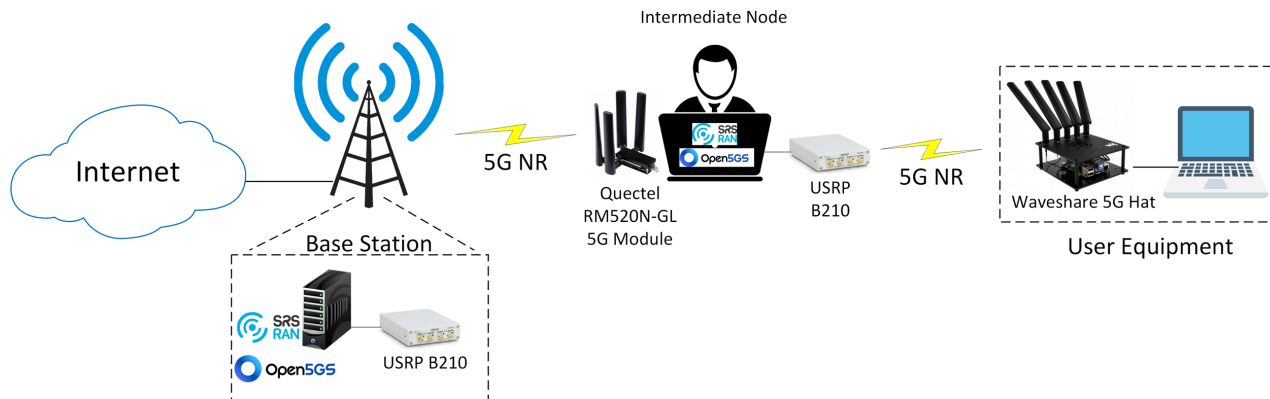 Intermediate Node
Internet
5G NR
SRS
RAN
Open5GS
Quectel
RM520N-GL
5G Module
USRP
B210
5G NR
Waveshare 5G Hat
User Equipment
Base Station
SRS
RAN
Open5GS
USRP B210